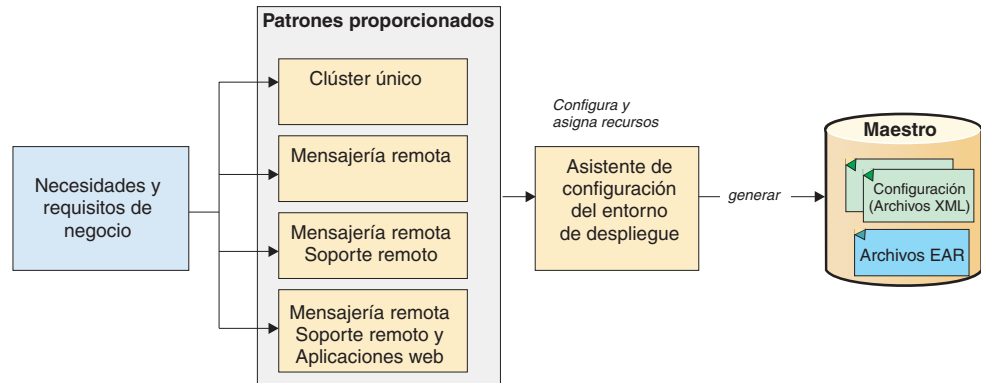 Patrones proporcionados
Necesidades y
requisitos de
negocio
Clúster único
Mensajería remota
Mensajería remota
Soporte remoto
Mensajería remota
Soporte remoto y
Aplicaciones web
Configura y
asigna recursos
Asistente de
configuración
del entorno
de despliegue
generar
Maestro
Configuración
(Archivos XML)
Archivos EAR